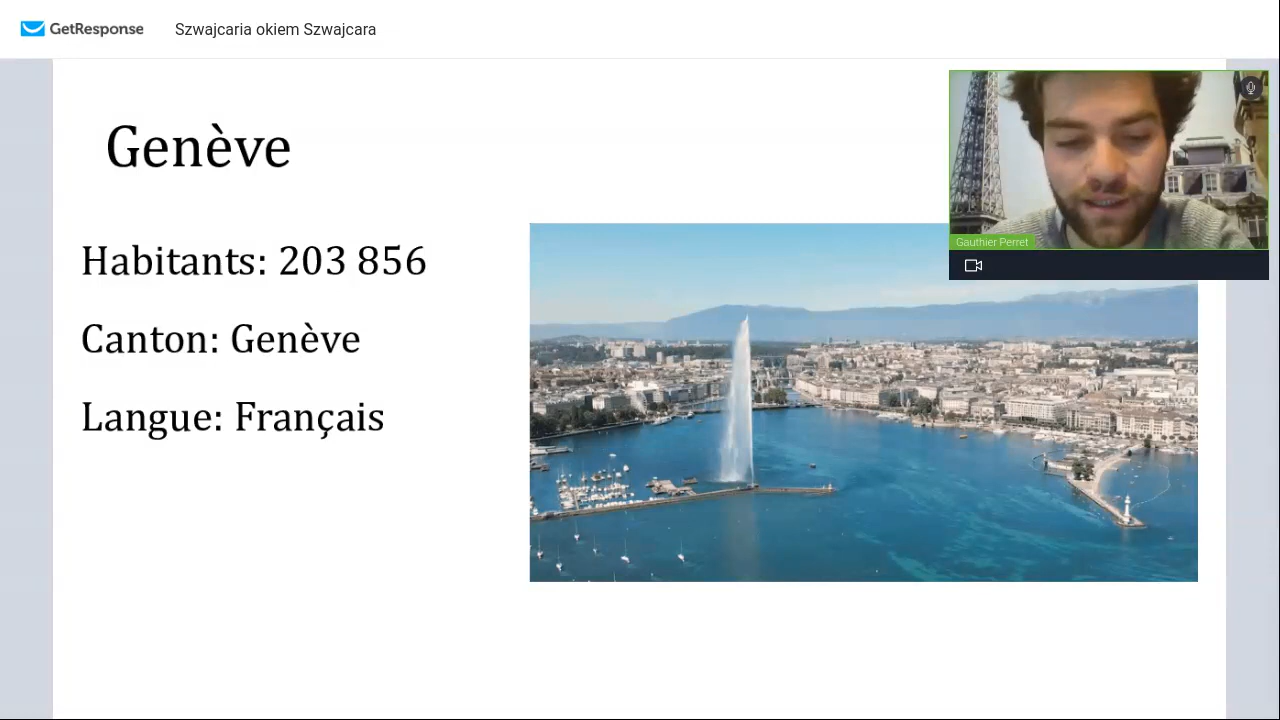 GetResponse
Szwajcaria okiem Szwajcara
Genève
Gauthier Perret
Habitants: 203 856
Canton: Genève
Langue: Français